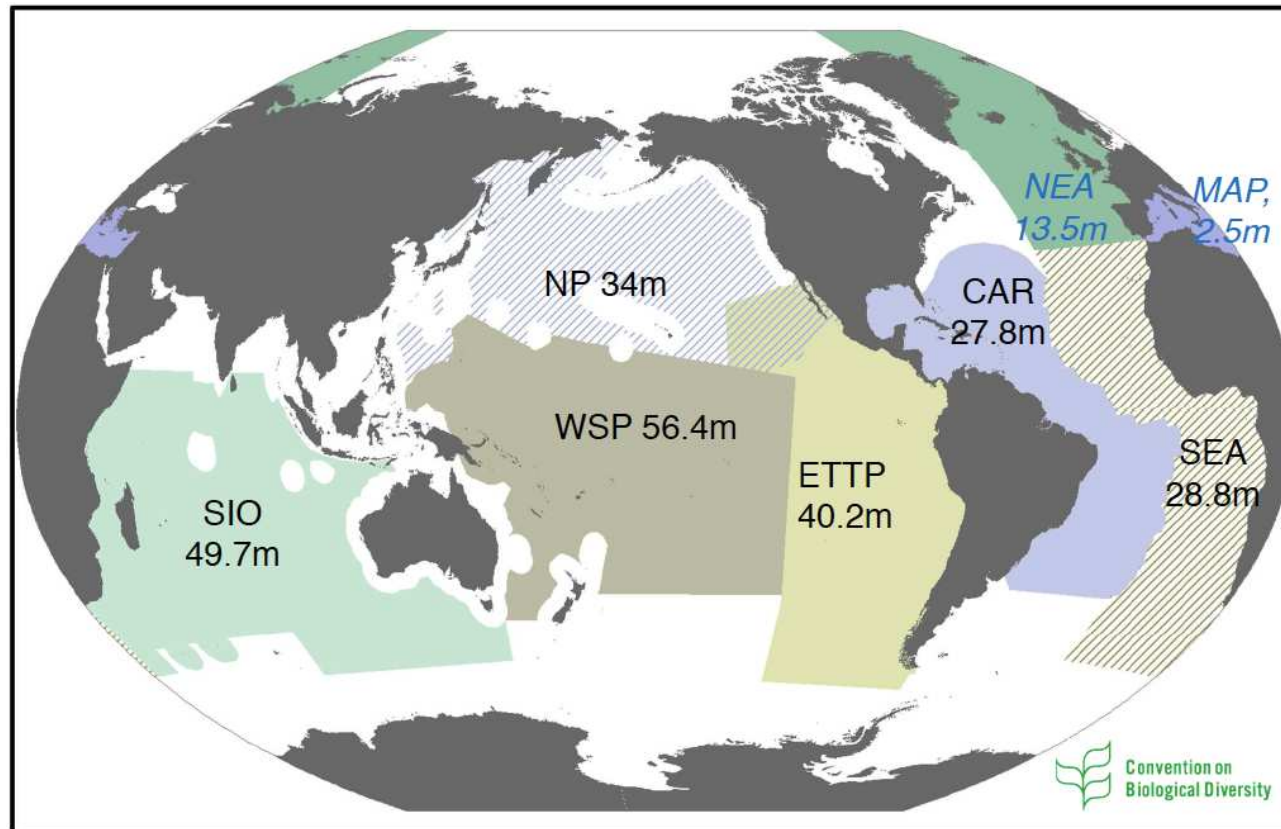 NEA
13.5m
MAP,
2.5m
NP 34m
CAR
27.8m
WSP 56.4m
ETTP
40.2m
SEA
28.8m
SIO
49.7m
Convention on
Biological Diversity